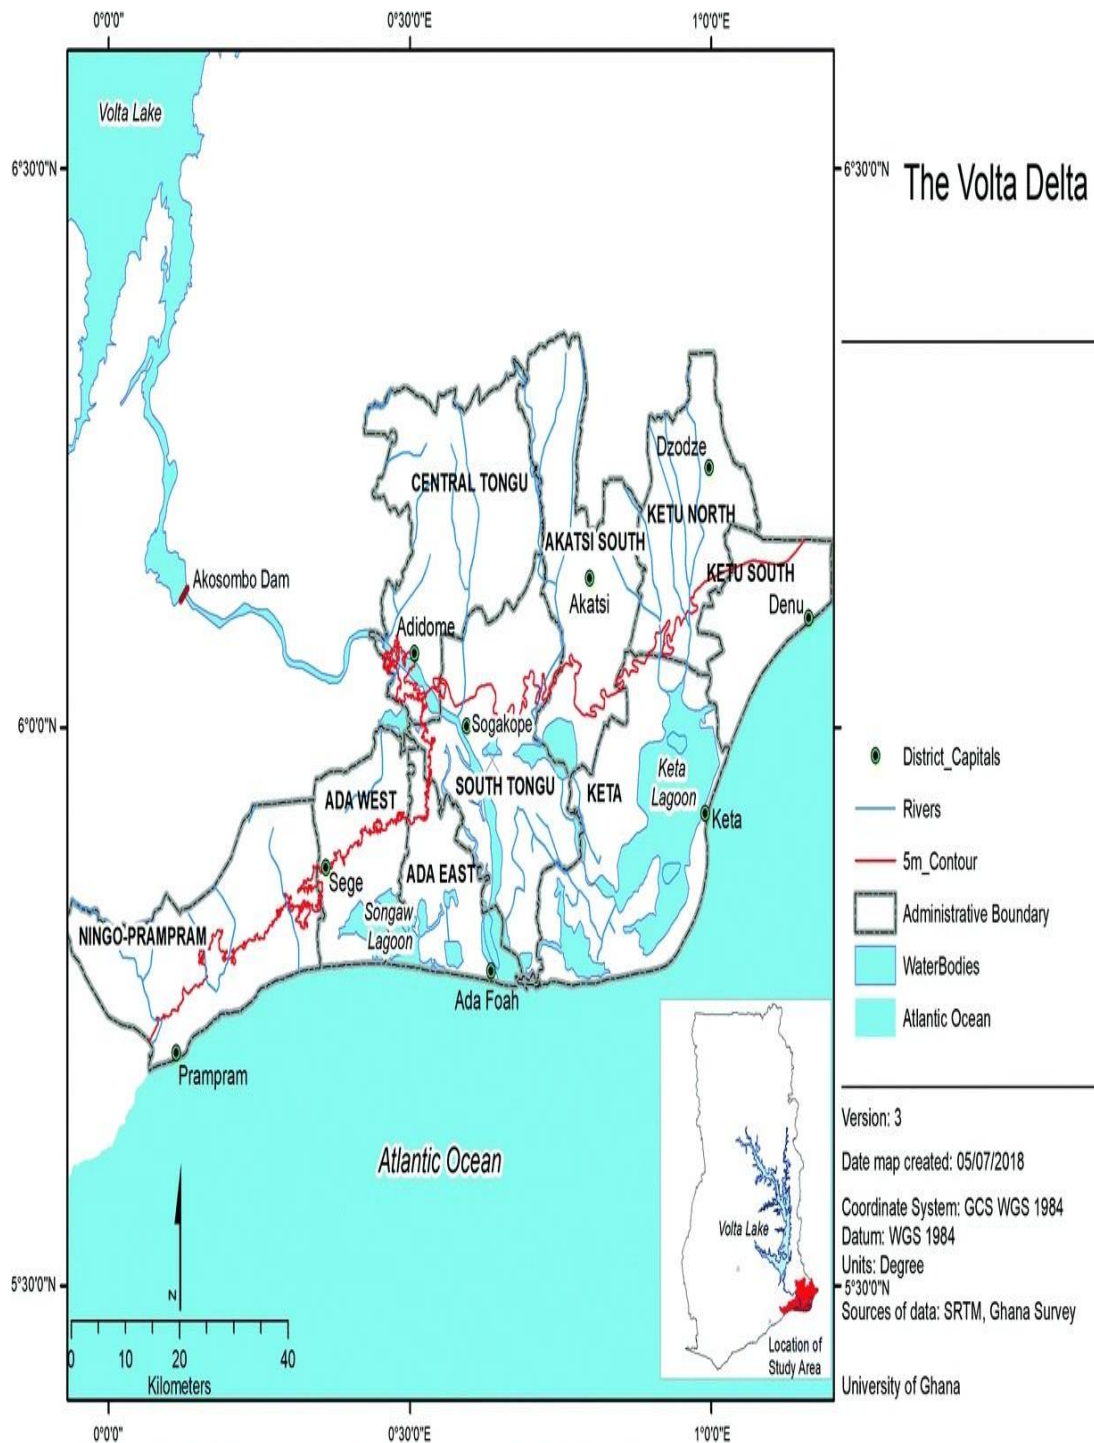 0°0'0"
0°30'0"E
1°0'0"E
Volta Lake
6°30'0"N
6°30'0"N
The Volta Delta
Dzodze
CENTRAL TONGU
KETU NORTH
AKATSI SOUTH
KETU SOUTH
Akosombo Dam
Akatsi
Denu
Adidome
6°0'0"N
Sogakope
District_Capitals
Keta
Lagoon
SOUTH TONGU
KETA
ADA WEST
Rivers
Keta
5m_Contour
ADA EAST
Sege
Songaw
Lagoon
Administrative Boundary
NINGO-PRAMPRAM
WaterBodies
Ada Foah
Atlantic Ocean
Prampram
Version: 3
Atlantic Ocean
Date map created: 05/07/2018
Coordinate System: GCS WGS 1984
Volta Lake
Datum: WGS 1984
Units: Degree
5°30'0"N
5°30'0"N
N
Sources of data: SRTM, Ghana Survey
Location of
Study Area
0 10 20 40
Kilometers
University of Ghana
0°0'0"
0°30'0"E
1°0'0"E